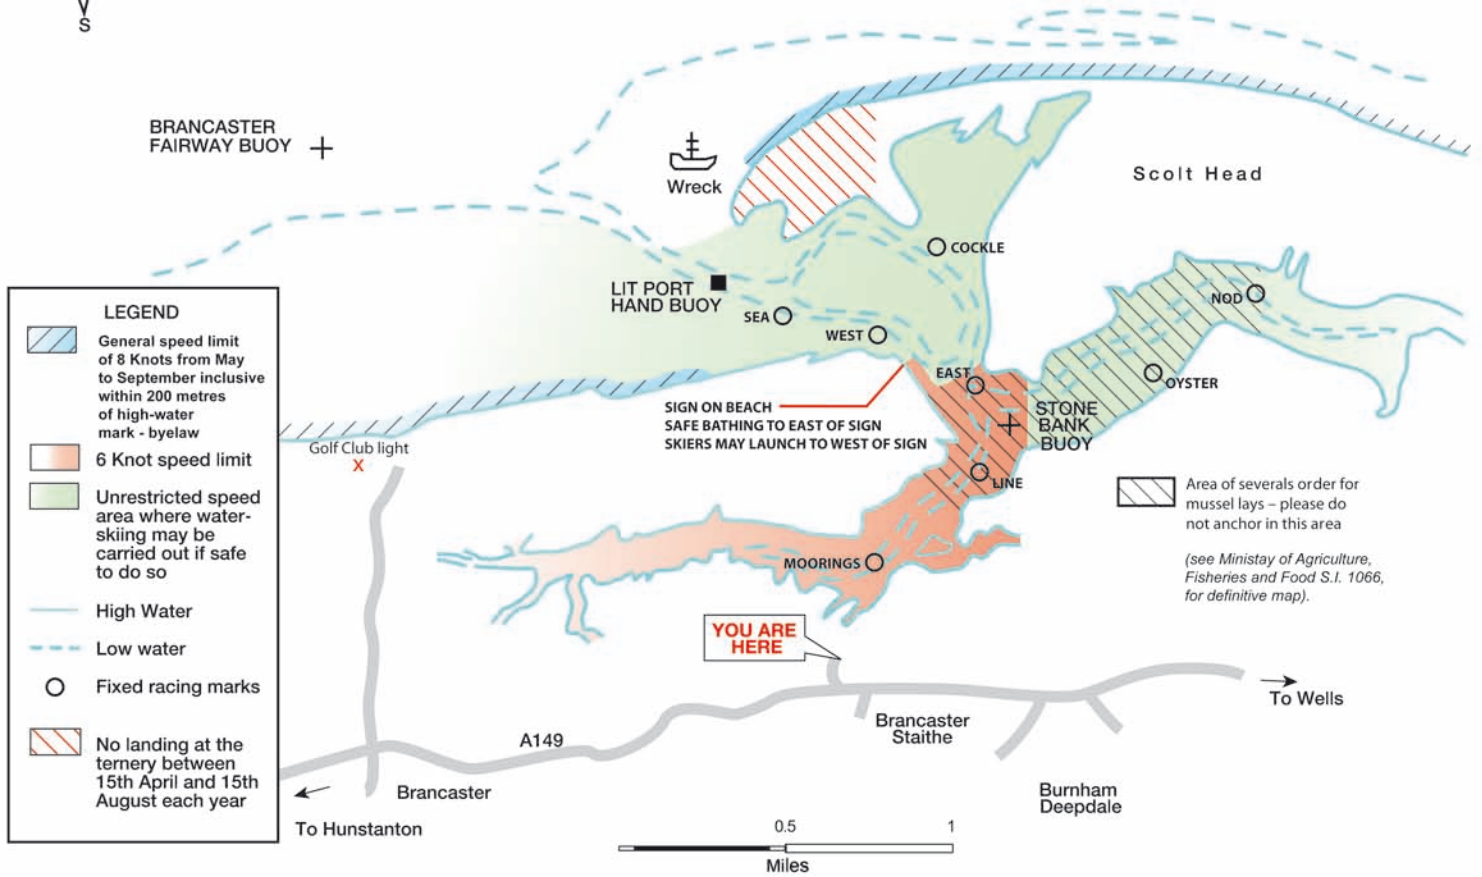 S
BRANCASTER
FAIRWAY BUOY
Wreck
Scolt Head
COCKLE
LIT PORT
HAND BUOY
SEA
WEST
NOD
EAST
OYSTER
STONE
BANK
BUOY
SIGN ON BEACH
SAFE BATHING TO EAST OF SIGN
SKIERS MAY LAUNCH TO WEST OF SIGN
LINE
MOORINGS
Golf Club light
X
LEGEND
General speed limit
of 8 Knots from May
to September inclusive
within 200 metres
of high-water
mark - byelaw
6 Knot speed limit
Unrestricted speed
area where water-
skiing may be
carried out if safe
to do so
High Water
Low water
Fixed racing marks
No landing at the
ternery between
15th April and 15th
August each year
Area of severals order for
mussel lays – please do
not anchor in this area
(see Ministay of Agriculture,
Fisheries and Food S.I. 1066,
for definitive map).
YOU ARE
HERE
To Wells
Brancaster
Staithe
A149
Brancaster
Burnham
Deepdale
To Hunstanton
0.5
1
Miles